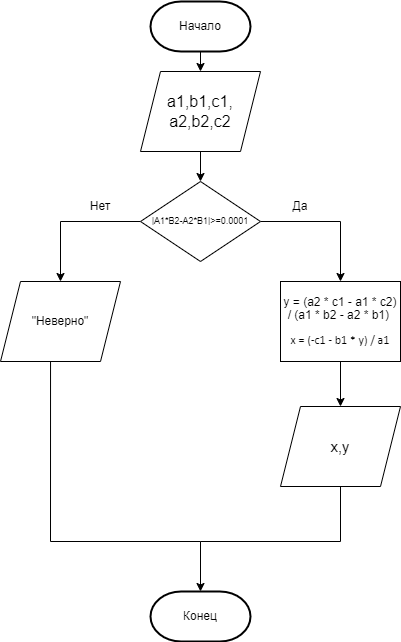 Начало
a1,b1,c1,
a2,b2,c2
|A1*B2-A2*B1|>=0.0001
Нет
Да
"Неверно"
y = (a2 * c1 - a1 * c2)
/ (a1 * b2 - a2 * b1)
x = (-c1 - b1 * y) / a1
x,y
Конец